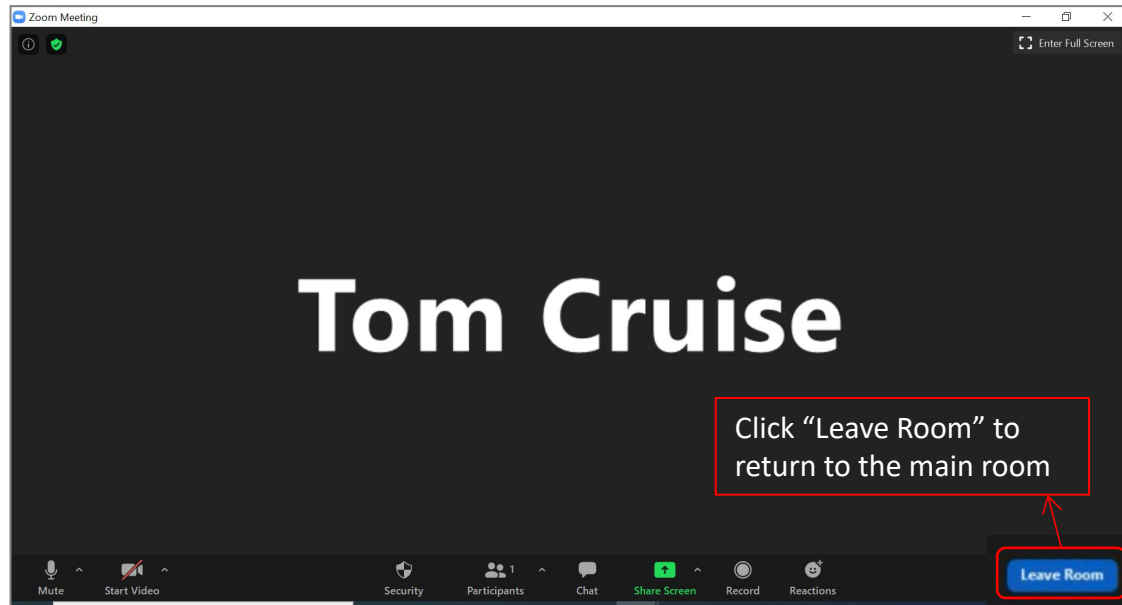 Zoom Meeting
Enter Full Screen
Tom Cruise
Click “Leave Room” to
return to the main room
1
Mute Start Video Security Participants Chat Share Screen Record Reactions Leave Room